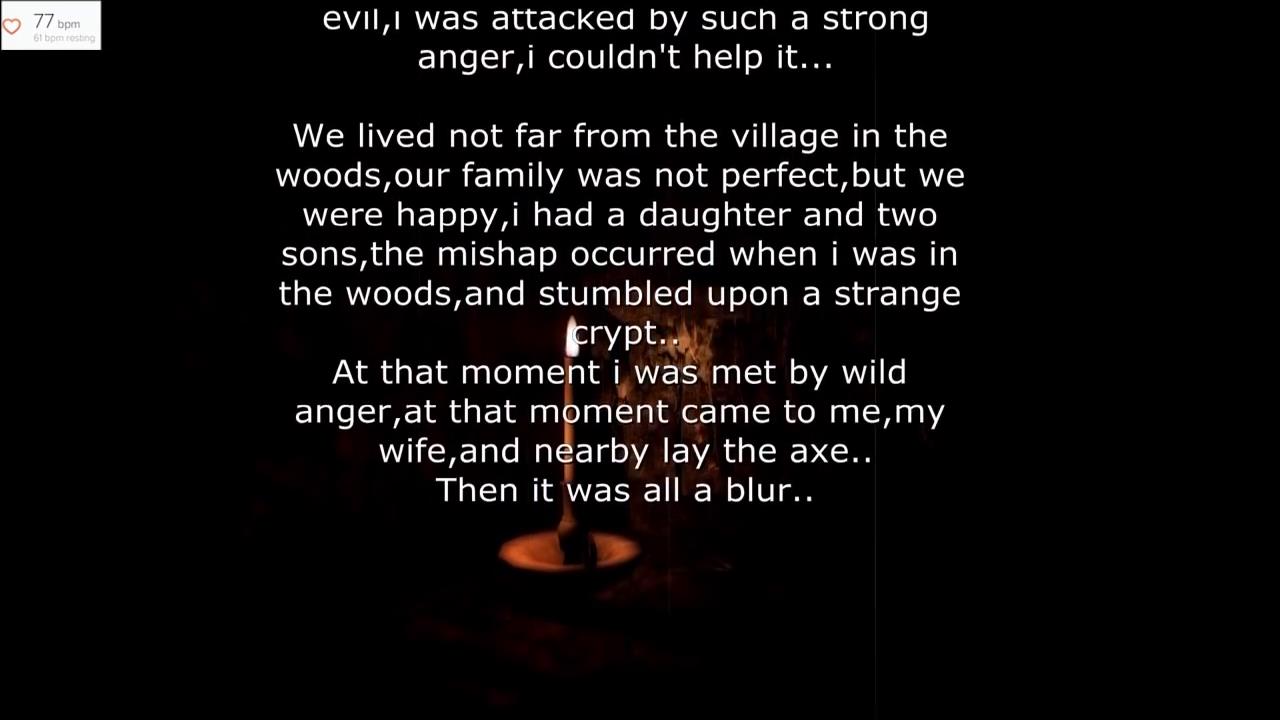 77 bpm
61 bpm resting
evil,i was attacked by such a strong
anger,i couldn't help it...
We lived not far from the village in the
woods,our family was not perfect,but we
were happy,i had a daughter and two
sons,the mishap occurred when i was in
the woods,and stumbled upon a strange
crypt..
At that moment i was met by wild
anger,at that moment came to me,my
wife,and nearby lay the axe..
Then it was all a blur..